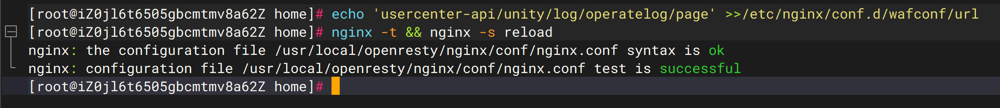 [root@iZ0jl6t6505gbcmtmv8a62Z home]# echo 'usercenter-api/unity/log/operatelog/page' >>/etc/nginx/conf.d/wafconf/url
[root@iZ0jl6t6505gbcmtmv8a62Z home]# nginx -t && nginx -s reload
nginx: the configuration file /usr/local/openresty/nginx/conf/nginx.conf syntax is ok
nginx: configuration file /usr/local/openresty/nginx/conf/nginx.conf test is successful
[root@iZ0jl6t6505gbcmtmv8a62Z home]#